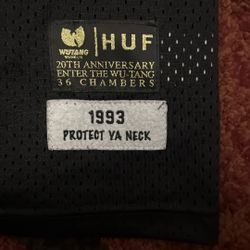 WUTANG
HUF
20TH ANNIVERSARY
ENTER THE WU-TANG
36 CHAMBERS
1993
PROTECT YA NECK